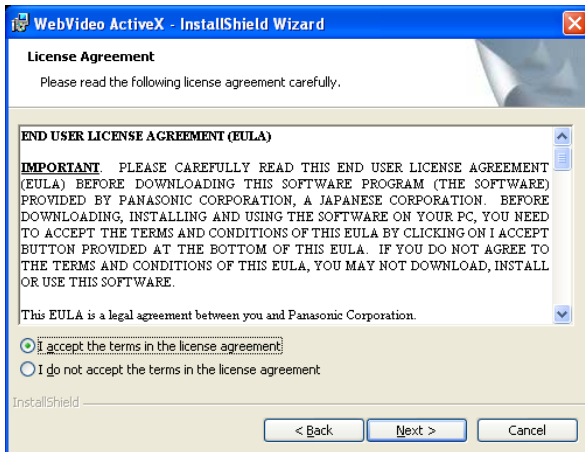 WebVideo ActiveX - InstallShield Wizard
License Agreement
Please read the following license agreement carefully.
END USER LICENSE AGREEMENT (EULA)
IMPORTANT. PLEASE CAREFULLY READ THIS END USER LICENSE AGREEMENT
(EULA) BEFORE DOWNLOADING THIS SOFTWARE PROGRAM (THE SOFTWARE)
PROVIDED BY PANASONIC CORPORATION, A JAPANESE CORPORATION. BEFORE
DOWNLOADING, INSTALLING AND USING THE SOFTWARE ON YOUR PC, YOU NEED
TO ACCEPT THE TERMS AND CONDITIONS OF THIS EULA BY CLICKING ON I ACCEPT
BUTTON PROVIDED AT THE BOTTOM OF THIS EULA. IF YOU DO NOT AGREE TO
THE TERMS AND CONDITIONS OF THIS EULA, YOU MAY NOT DOWNLOAD, INSTALL
OR USE THIS SOFTWARE.
This EULA is a legal agreement between you and Panasonic Corporation.
I accept the terms in the license agreement
I do not accept the terms in the license agreement
InstallShield
< Back Next > Cancel